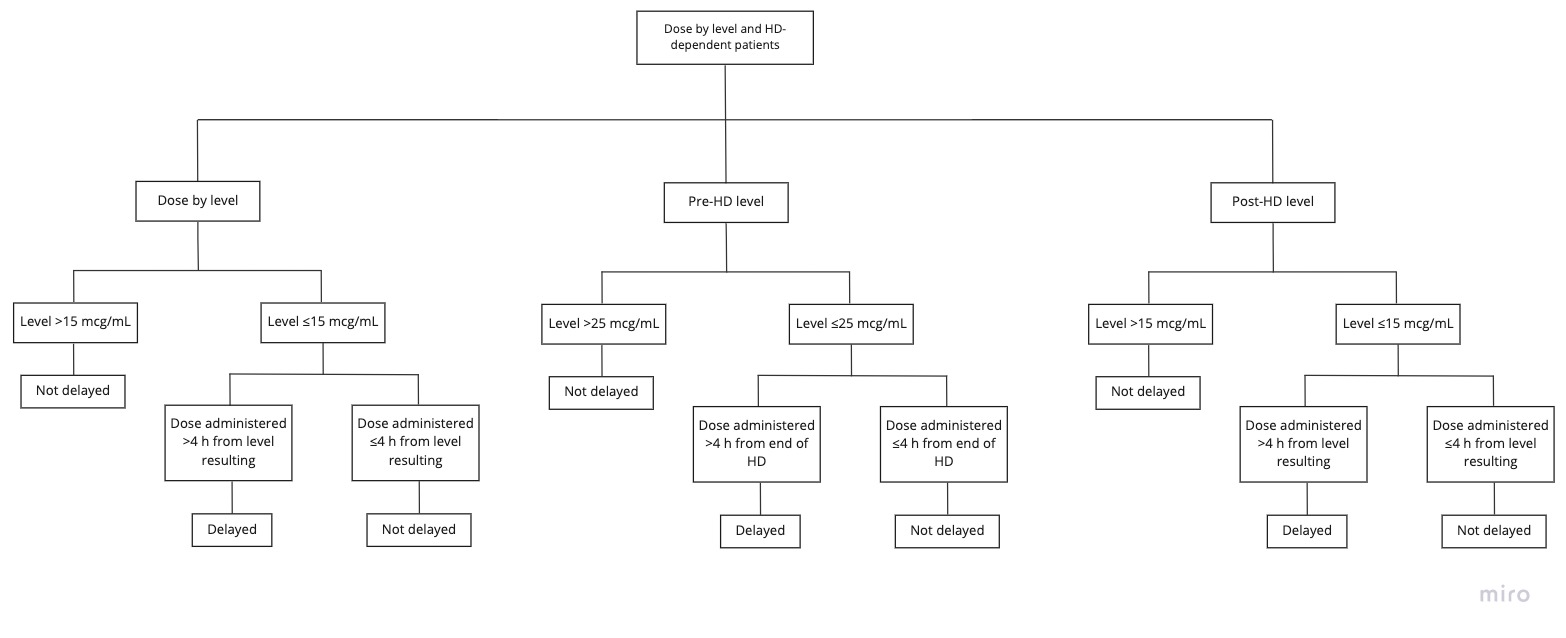 Dose by level and HD-
dependent patients
Dose by level
Pre-HD level
Post-HD level
Level >15 mcg/mL
Level ≤15 mcg/mL
Level >25 mcg/mL
Level ≤25 mcg/mL
Level >15 mcg/mL
Level ≤15 mcg/mL
Not delayed
Not delayed
Not delayed
Dose administered
>4 h from level
resulting
Dose administered
≤4 h from level
resulting
Dose administered
>4 h from end of
HD
Dose administered
≤4 h from end of
HD
Dose administered
>4 h from level
resulting
Dose administered
≤4 h from level
resulting
Delayed
Not delayed
Delayed
Not delayed
Delayed
Not delayed
miro